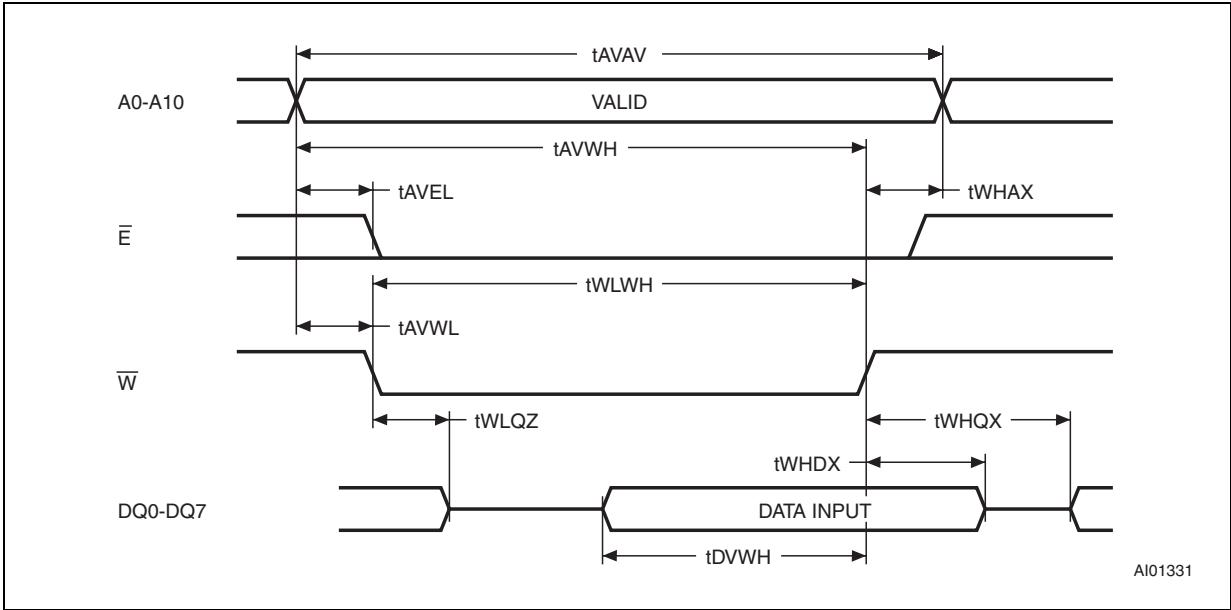 tAVAV
A0-A10
VALID
tAVWH
tAVEL
tWHAX
E̅
tWLWH
tAVWL
W̅
tWLQZ
tWHQX
tWHDX
DQ0-DQ7
DATA INPUT
tDVWH
AI01331